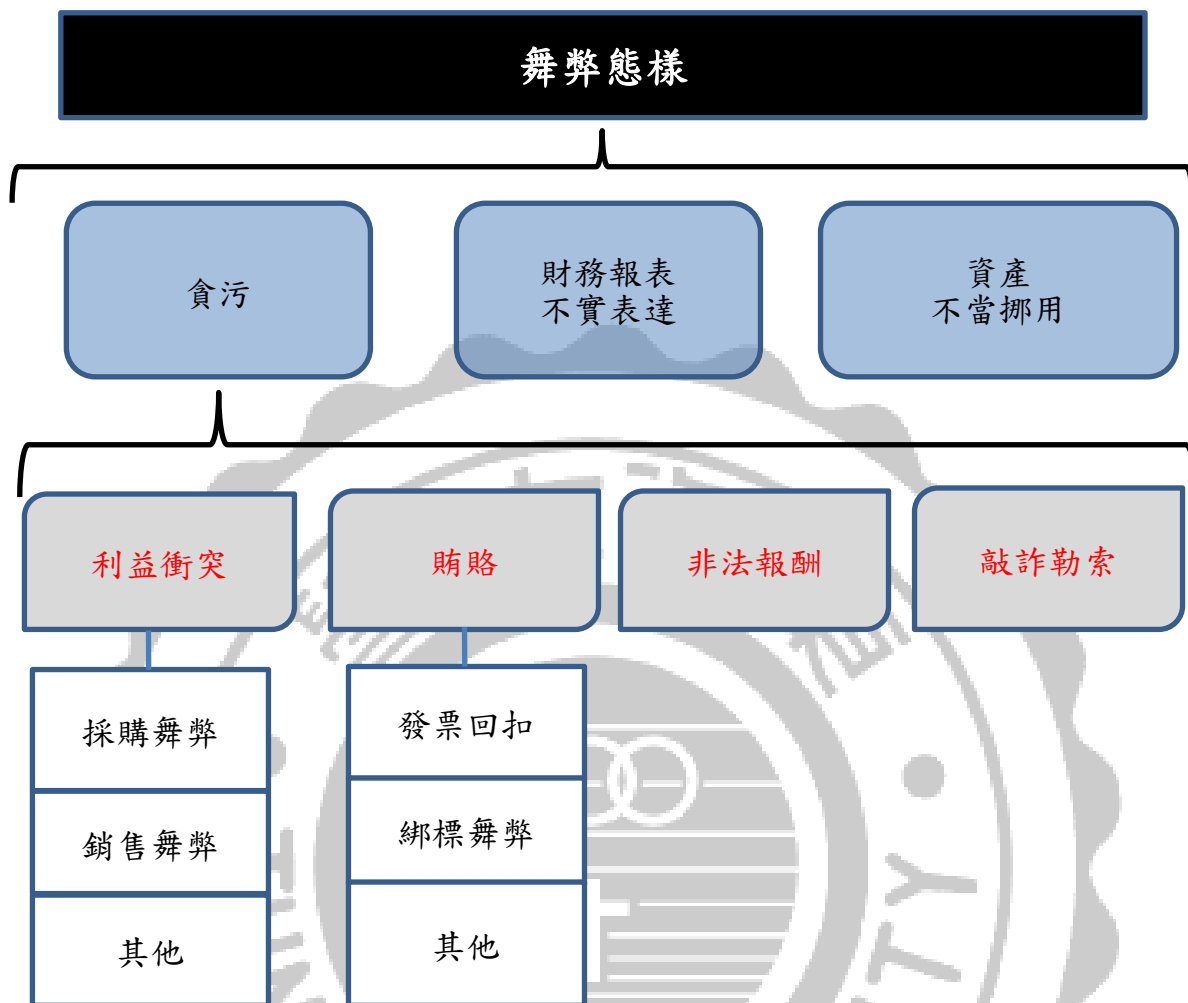 舞弊態樣
貪污
財務報表
不實表達
資產
不當挪用
利益衝突
賄賂
非法報酬
敲詐勒索
採購舞弊
發票回扣
銷售舞弊
綁標舞弊
其他
其他